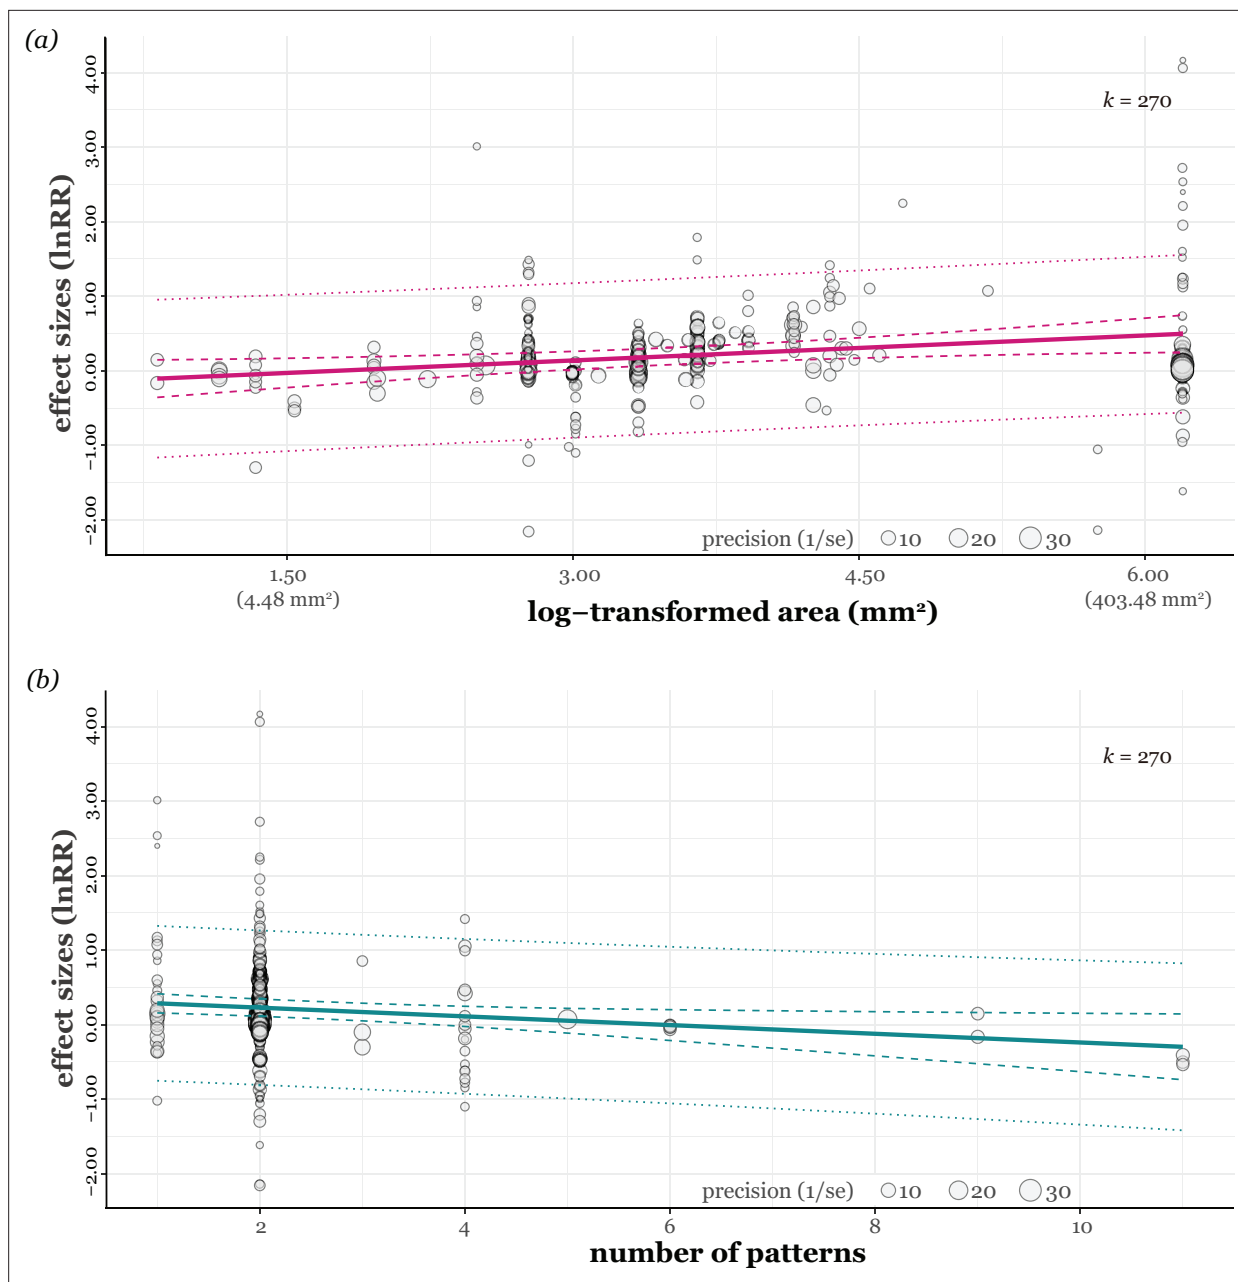 (a)
4.00
3.00
2.00
1.00
0.00
−1.00
−2.00
effect sizes (lnRR)
k = 270
precision (1/se) 10 20 30
1.50 3.00 4.50 6.00
(4.48 mm²) (403.48 mm²)
log−transformed area (mm²)
(b)
4.00
3.00
2.00
1.00
0.00
−1.00
−2.00
effect sizes (lnRR)
k = 270
precision (1/se) 10 20 30
2 4 6 8 10
number of patterns